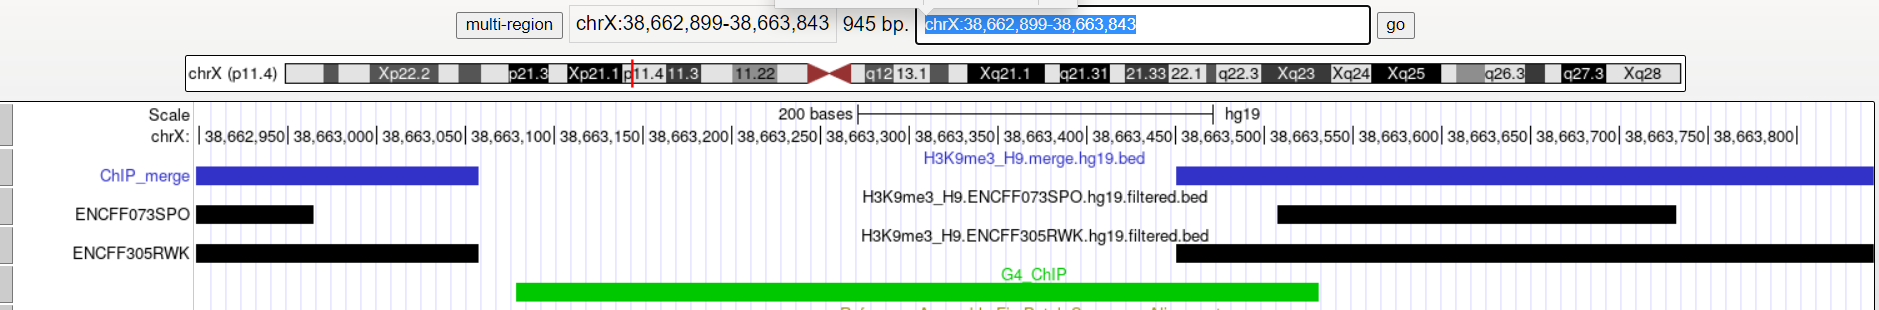 multi-region chrX:38,662,899-38,663,843 945 bp. chrX:38,662,899-38,663,843 go
chrX (p11.4) Xp22.2 p21.3 Xp21.1 p11.4 11.3 11.22 q12 13.1 Xq21.1 q21.31 21.33 22.1 q22.3 Xq23 Xq24 Xq25 q26.3 q27.3 Xq28
Scale 200 bases hg19
chrX: 38,662,950 38,663,000 38,663,050 38,663,100 38,663,150 38,663,200 38,663,250 38,663,300 38,663,350 38,663,400 38,663,450 38,663,500 38,663,550 38,663,600 38,663,650 38,663,700 38,663,750 38,663,800
H3K9me3_H9.merge.hg19.bed
ChIP_merge
H3K9me3_H9.ENCFF073SPO.hg19.filtered.bed
ENCFF073SPO
H3K9me3_H9.ENCFF305RWK.hg19.filtered.bed
ENCFF305RWK
G4_ChIP